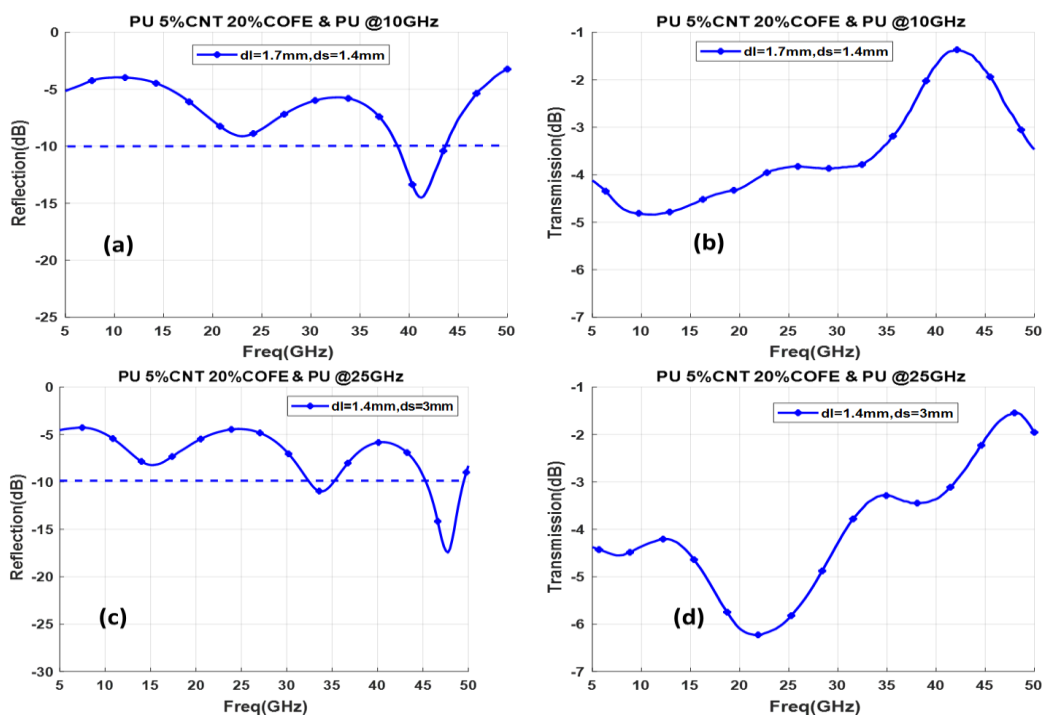 PU 5%CNT 20%COFE & PU @10GHz
dl=1.7mm,ds=1.4mm
0
-5
-10
-15
-20
-25
Reflection(dB)
(a)
5 10 15 20 25 30 35 40 45 50
Freq(GHz)
PU 5%CNT 20%COFE & PU @10GHz
dl=1.7mm,ds=1.4mm
-1
-2
-3
-4
-5
-6
-7
Transmission(dB)
(b)
5 10 15 20 25 30 35 40 45 50
Freq(GHz)
PU 5%CNT 20%COFE & PU @25GHz
dl=1.4mm,ds=3mm
0
-5
-10
-15
-20
-25
-30
Reflection(dB)
(c)
5 10 15 20 25 30 35 40 45 50
Freq(GHz)
PU 5%CNT 20%COFE & PU @25GHz
dl=1.4mm,ds=3mm
-1
-2
-3
-4
-5
-6
-7
Transmission(dB)
(d)
5 10 15 20 25 30 35 40 45 50
Freq(GHz)